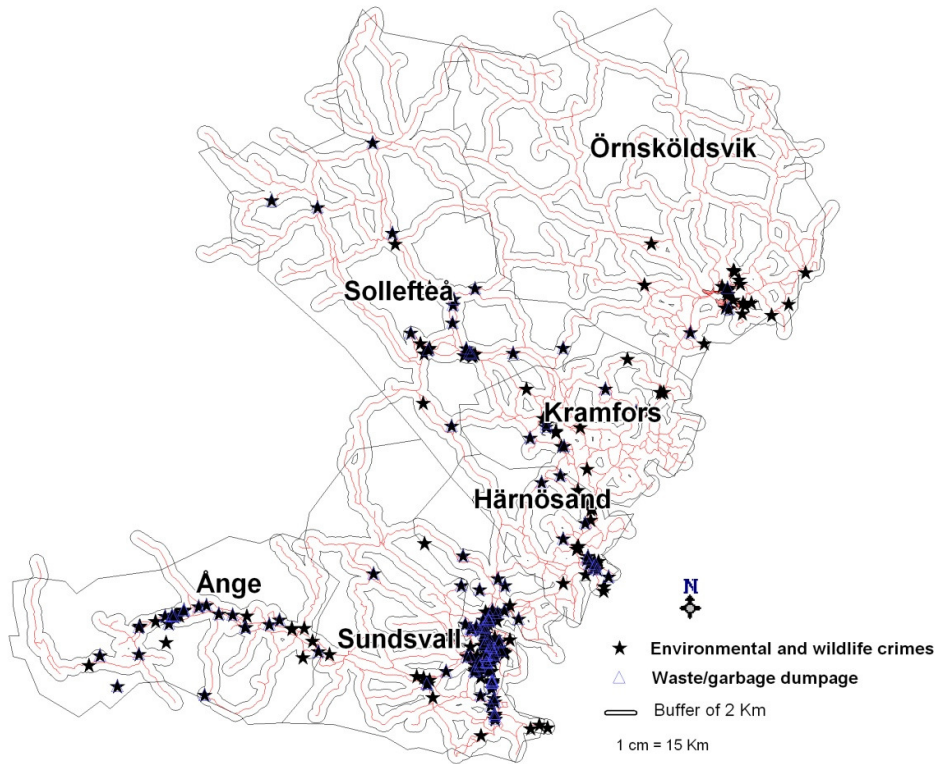 Örnsköldsvik
Sollefteå
Kramfors
Härnösand
Ånge
Sundsvall
N
Environmental and wildlife crimes
Waste/garbage dumpage
Buffer of 2 Km
1 cm = 15 Km